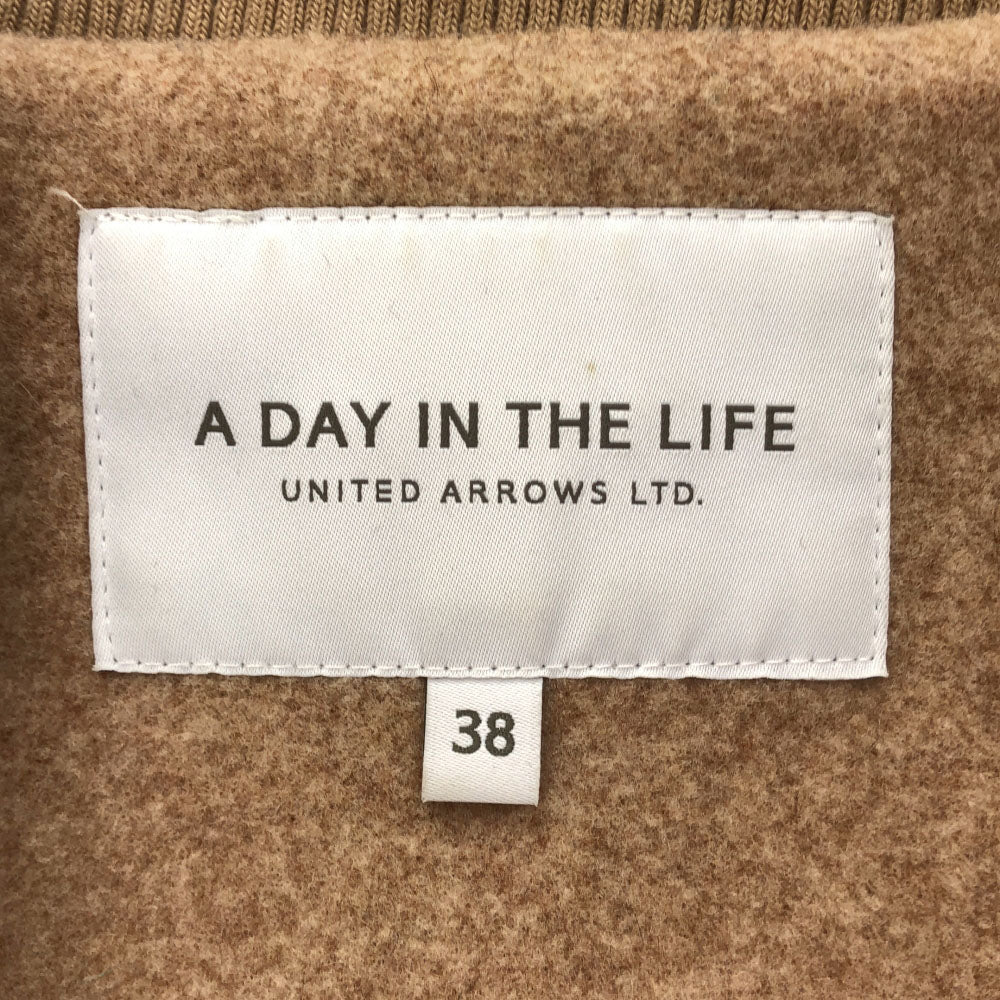 A DAY IN THE LIFE
UNITED ARROWS LTD.
38